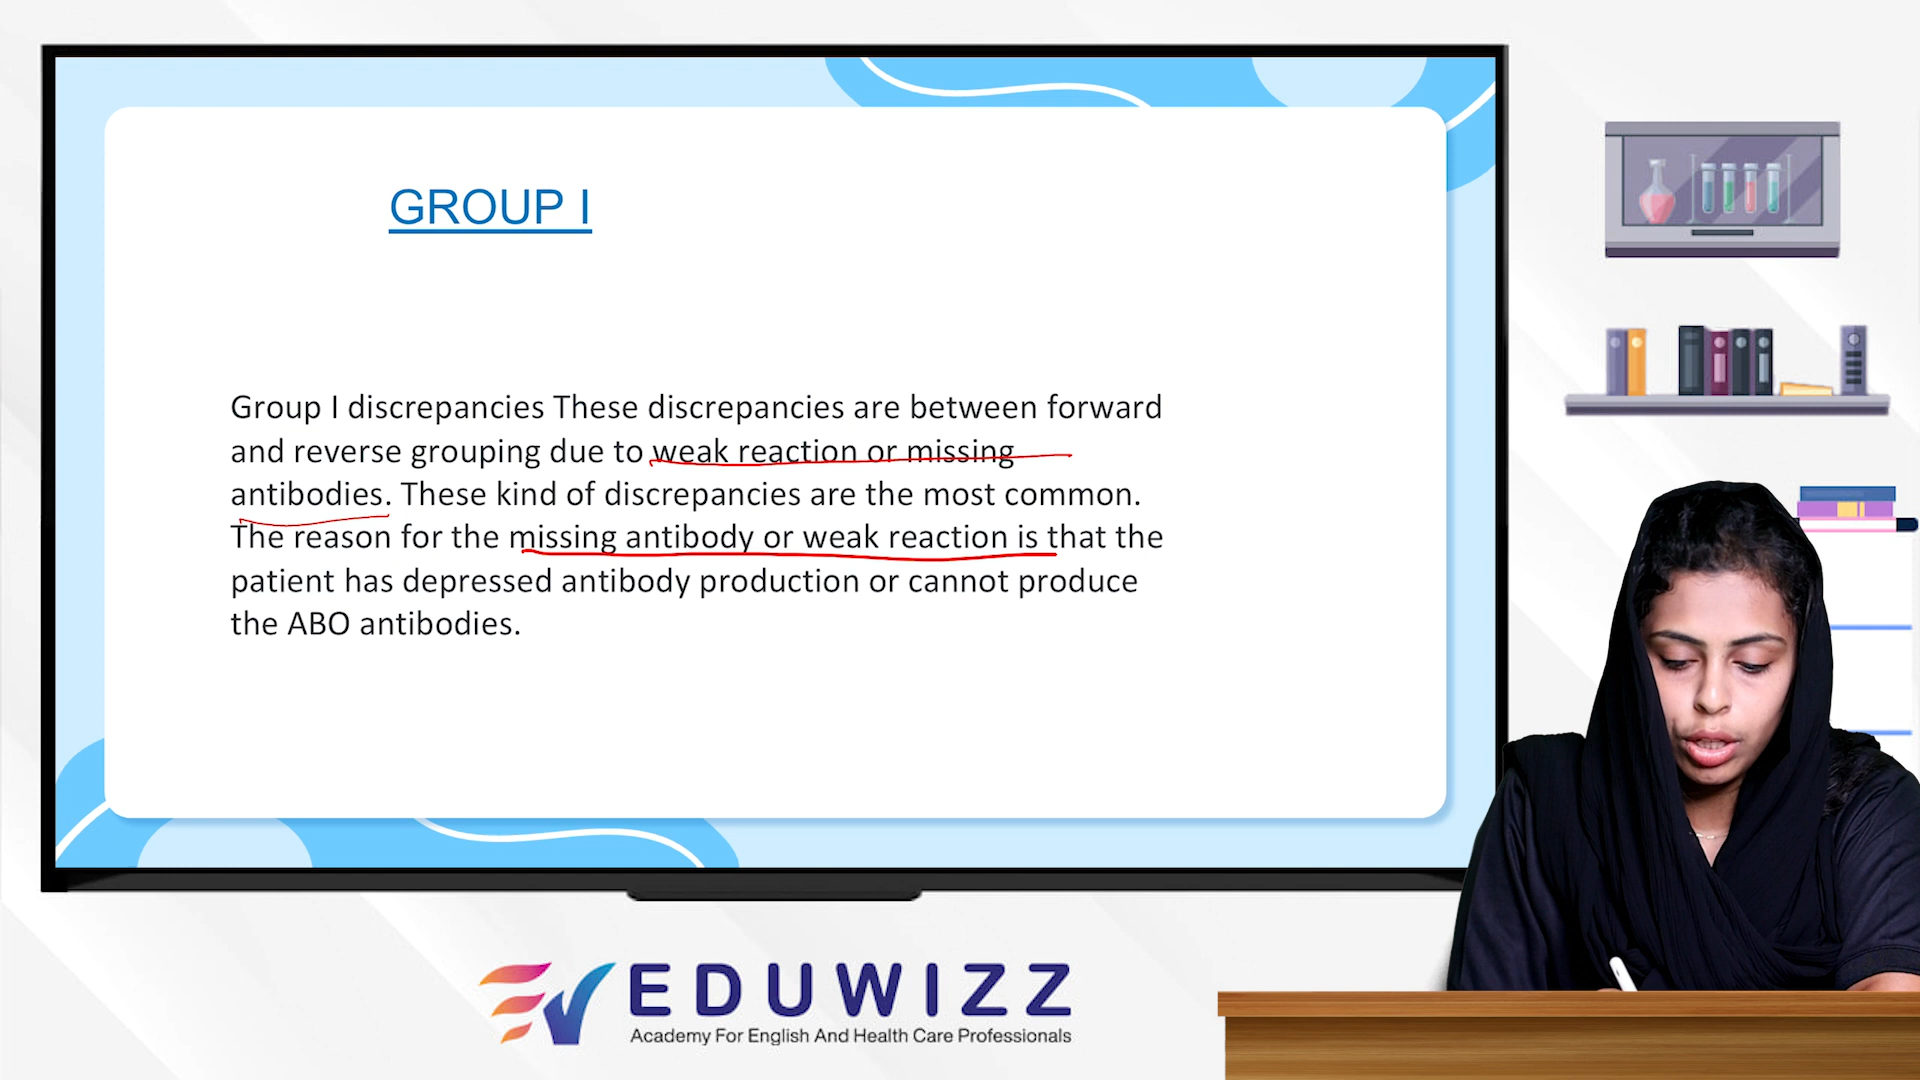 GROUP I
Group I discrepancies These discrepancies are between forward
and reverse grouping due to weak reaction or missing
antibodies. These kind of discrepancies are the most common.
The reason for the missing antibody or weak reaction is that the
patient has depressed antibody production or cannot produce
the ABO antibodies.
EDUWIZZ
Academy For English And Health Care Professionals